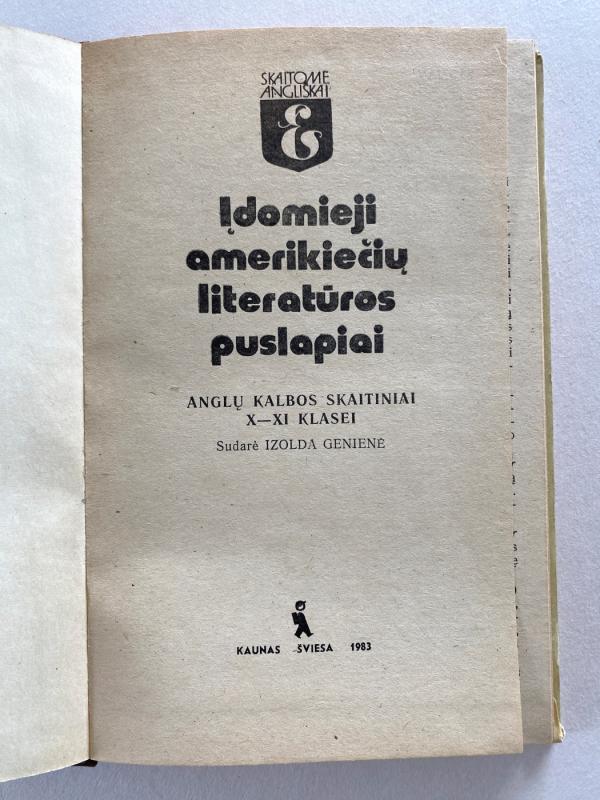 SKAITOME
ANGLIŠKAI
E
Įdomieji
amerikiečių
literatūros
puslapiai
ANGLŲ KALBOS SKAITINIAI
X—XI KLASEI
Sudarė IZOLDA GENIENĖ
KAUNAS ŠVIESA 1983